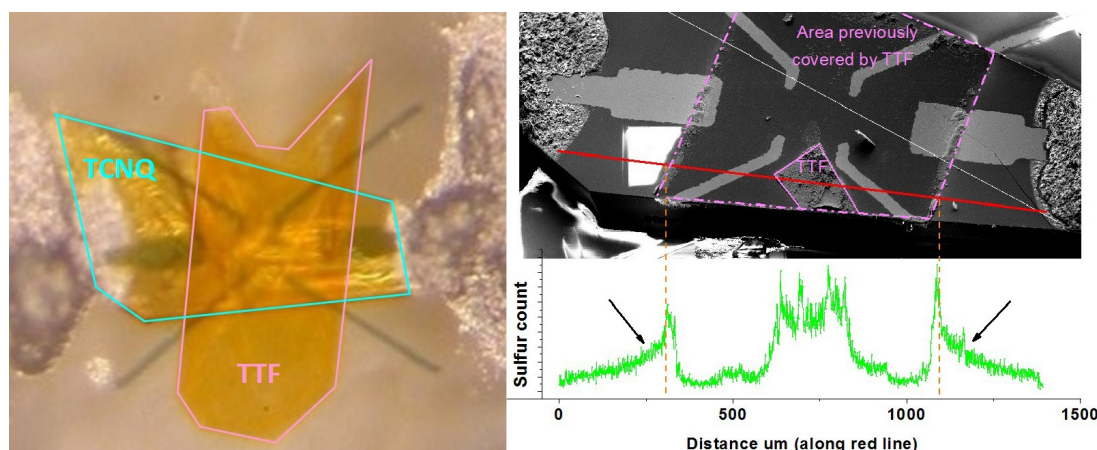 TCNQ
TTF
Area previously
covered by TTF
TTF
Sulfur count
0
500
1000
1500
Distance um (along red line)